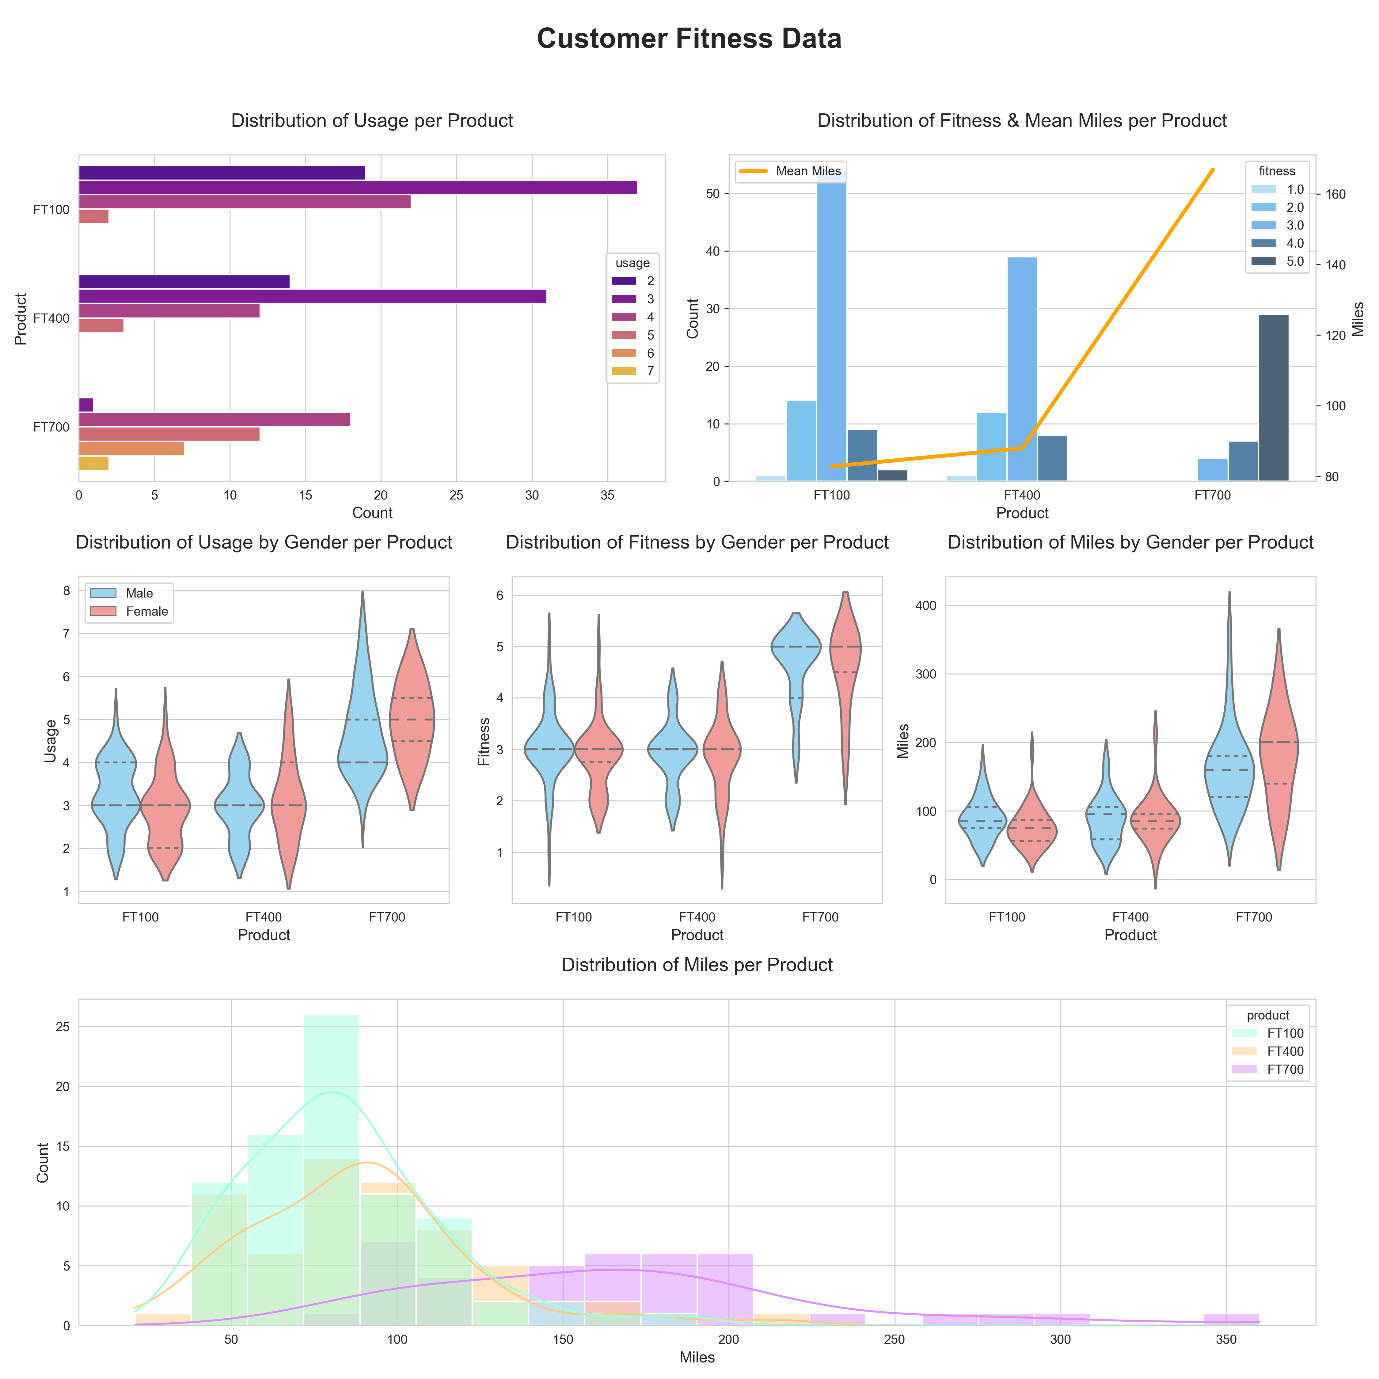 Customer Fitness Data
Distribution of Usage per Product
FT100
FT400
FT700
Product
0 5 10 15 20 25 30 35
Count
usage
2
3
4
5
6
7
Distribution of Fitness & Mean Miles per Product
Mean Miles
fitness
1.0
2.0
3.0
4.0
5.0
50
40
30
20
10
0
Count
160
140
120
100
80
Miles
FT100 FT400 FT700
Product
Distribution of Usage by Gender per Product
Male
Female
8
7
6
5
4
3
2
1
Usage
FT100 FT400 FT700
Product
Distribution of Fitness by Gender per Product
6
5
4
3
2
1
Fitness
FT100 FT400 FT700
Product
Distribution of Miles by Gender per Product
400
300
200
100
0
Miles
FT100 FT400 FT700
Product
Distribution of Miles per Product
25
20
15
10
5
0
Count
product
FT100
FT400
FT700
50 100 150 200 250 300 350
Miles